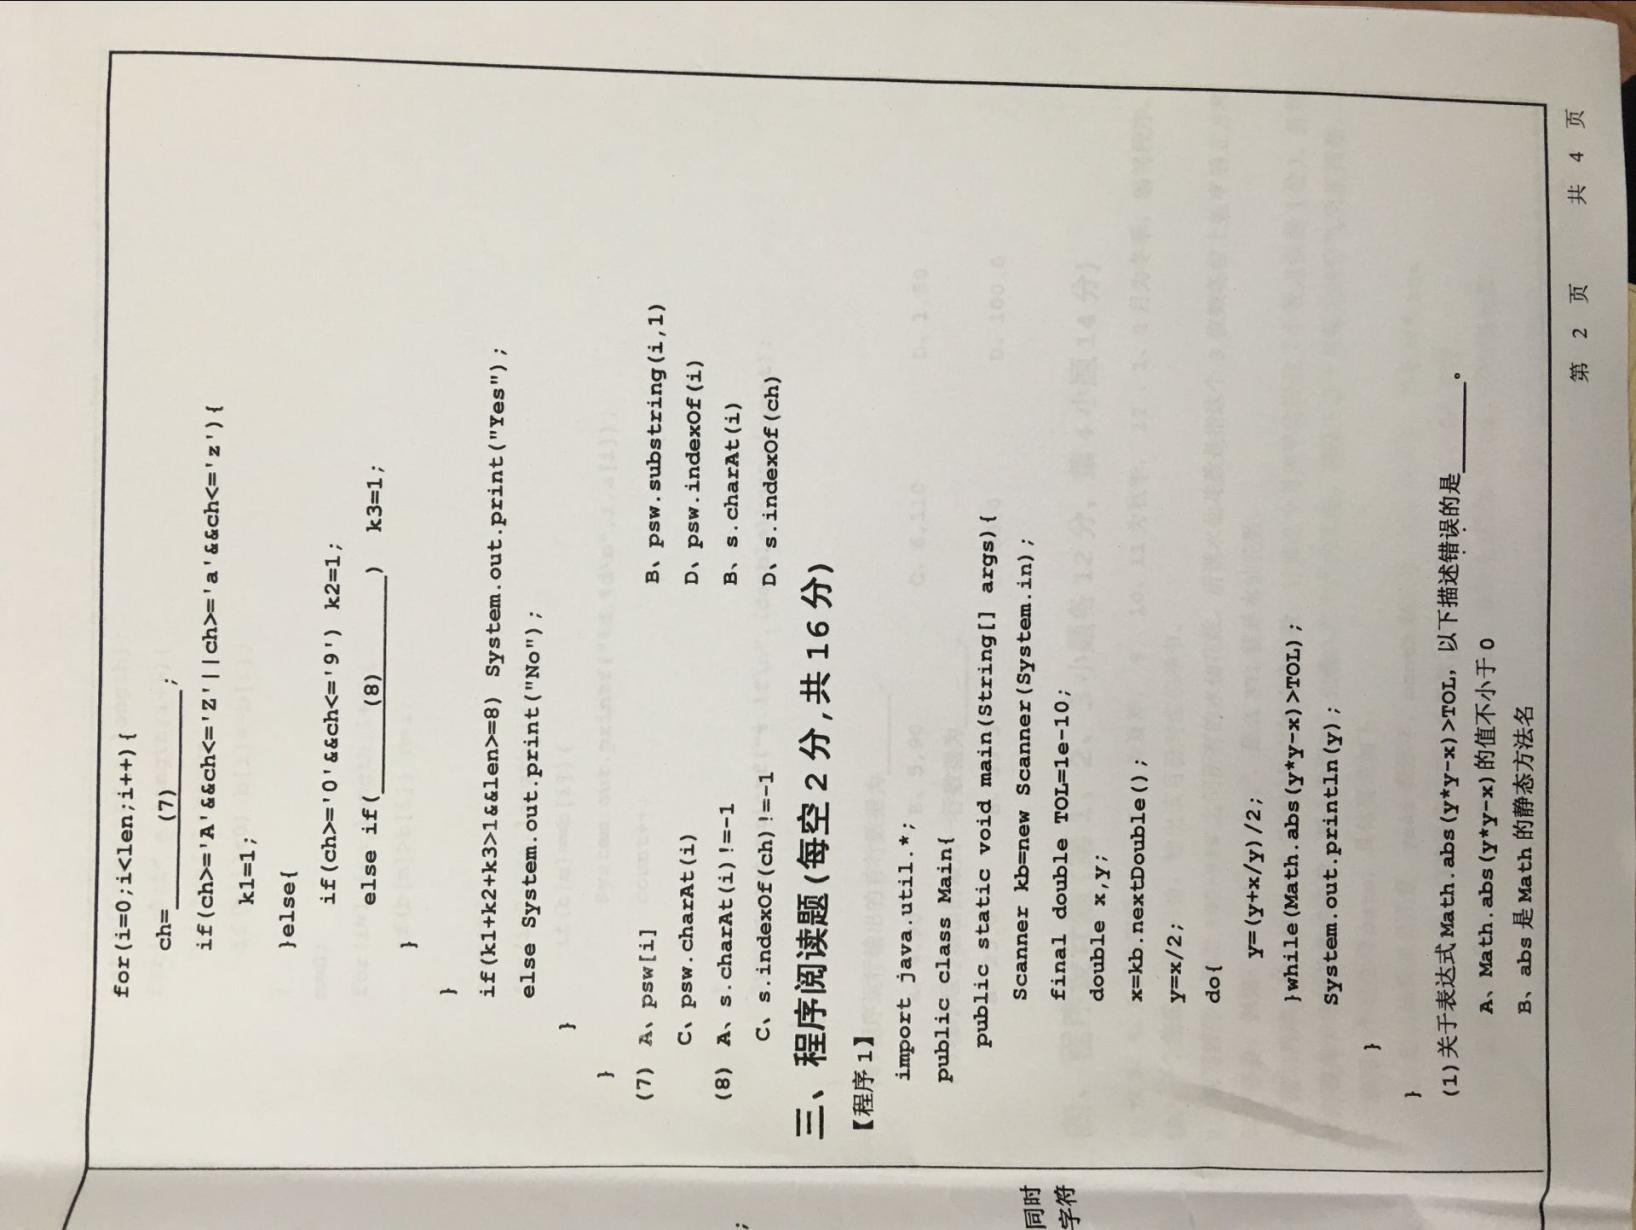 for(i=0;i<len;i++){
ch=____(7)____;
if(ch>='A'&&ch<='Z'||ch>='a'&&ch<='z'){
k1=1;
}else{
if(ch>='0'&&ch<='9') k2=1;
else if(____(8)____) k3=1;
}
}
if(k1+k2+k3>1&&len>=8) System.out.print("Yes");
else System.out.print("No");
}
}
(7) A、psw[i] B、psw.substring(i,1)
C、psw.charAt(i) D、psw.indexOf(i)
(8) A、s.charAt(i)!=-1 B、s.charAt(i)
C、s.indexOf(ch)!=-1 D、s.indexOf(ch)
三、程序阅读题(每空2分,共16分)
【程序1】
import java.util.*;
public class Main{
public static void main(String[] args){
Scanner kb=new Scanner(System.in);
final double TOL=1e-10;
double x,y;
x=kb.nextDouble();
y=x/2;
do{
y=(y+x/y)/2;
}while(Math.abs(y*y-x)>TOL);
System.out.println(y);
}
}
(1)关于表达式Math.abs(y*y-x)>TOL，以下描述错误的是____。
A、Math.abs(y*y-x)的值不小于0
B、abs是Math的静态方法名
第 2 页 共 4 页
;
同时
字符